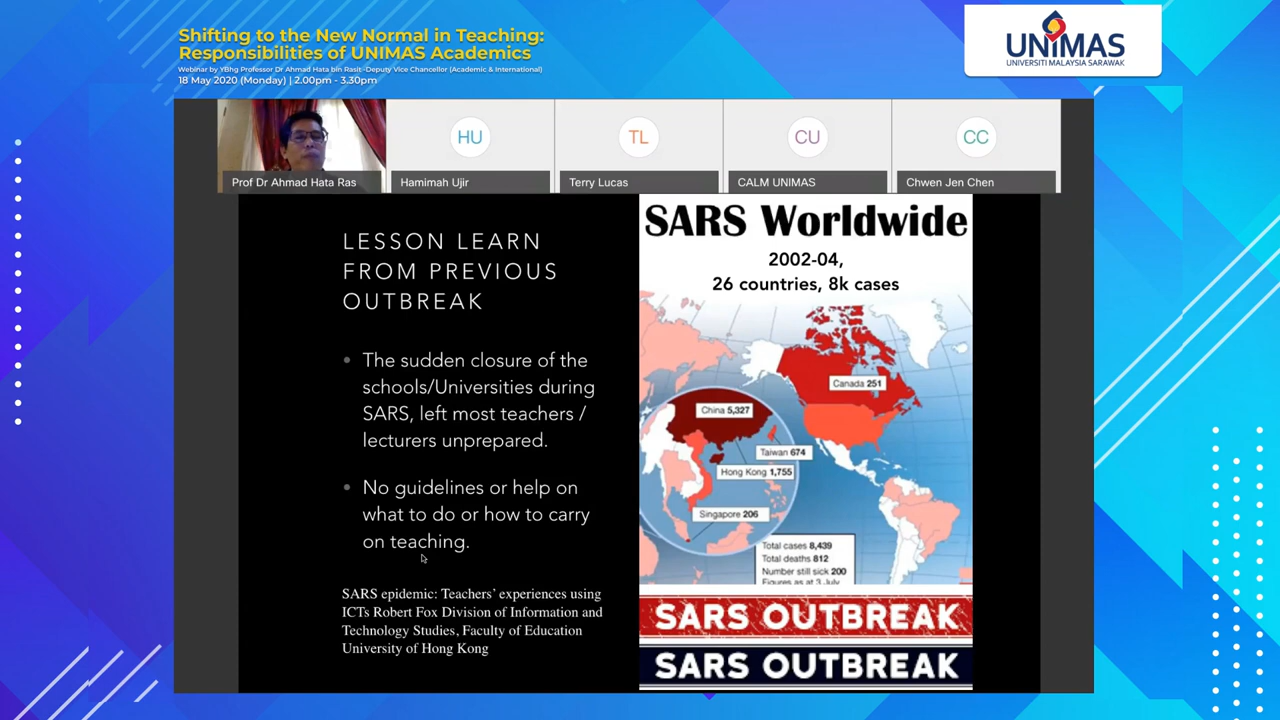 Shifting to the New Normal in Teaching:
Responsibilities of UNIMAS Academics
Webinar by YBhg Professor Dr Ahmad Hata bin Rasit -Deputy Vice Chancellor (Academic & International)
18 May 2020 (Monday) | 2.00pm - 3.30pm
UNIMAS
UNIVERSITI MALAYSIA SARAWAK
HU
TL
CU
CC
Prof Dr Ahmad Hata Ras
Hamimah Ujir
Terry Lucas
CALM UNIMAS
Chwen Jen Chen
LESSON LEARN
FROM PREVIOUS
OUTBREAK
• The sudden closure of the
schools/Universities during
SARS, left most teachers /
lecturers unprepared.
• No guidelines or help on
what to do or how to carry
on teaching.
SARS epidemic: Teachers' experiences using
ICTs Robert Fox Division of Information and
Technology Studies, Faculty of Education
University of Hong Kong
SARS Worldwide
2002-04,
26 countries, 8k cases
Canada 251
China 5,327
Taiwan 674
Hong Kong 1,755
Singapore 206
Total cases 8,439
Total deaths 812
Number still sick 200
Figures as at 3 July
SARS OUTBREAK
SARS OUTBREAK